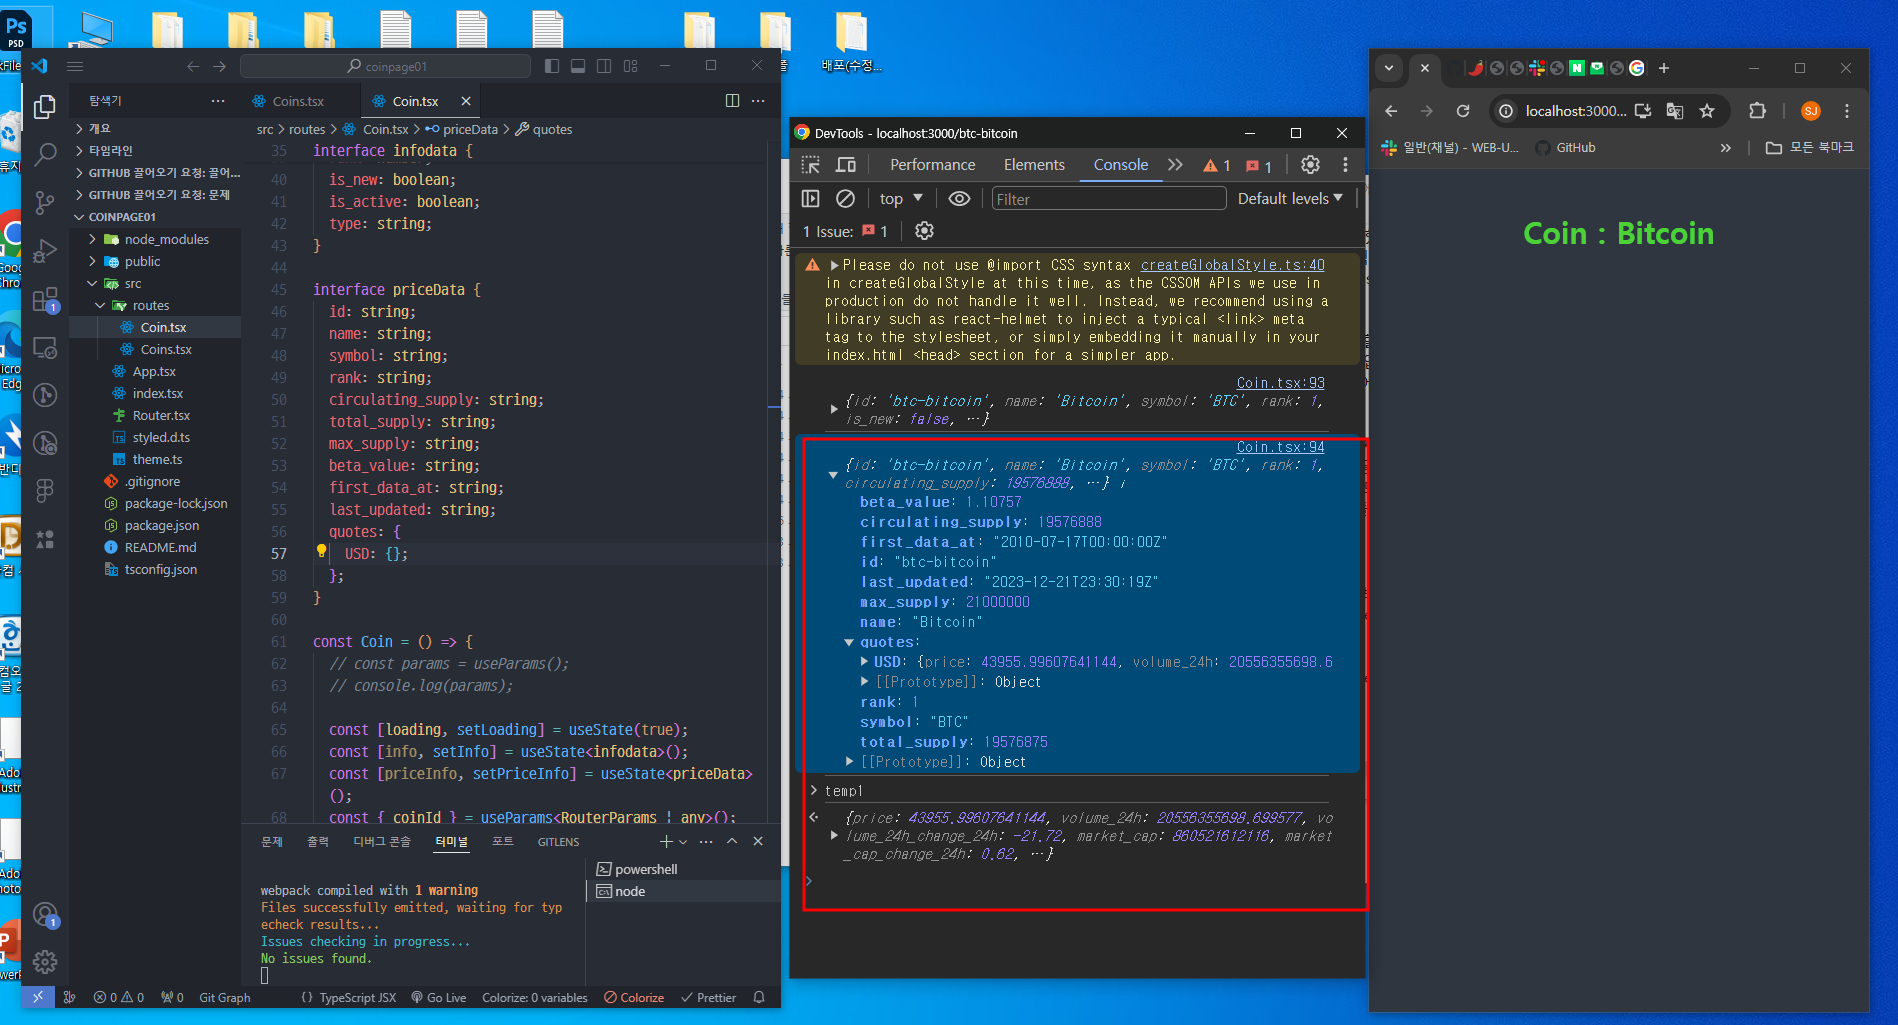 배포(수정...
coinpage01
탐색기
Coins.tsx
Coin.tsx
src > routes > Coin.tsx > priceData > quotes
개요
타임라인
GITHUB 끌어오기 요청: 끌어...
GITHUB 끌어오기 요청: 문제
COINPAGE01
node_modules
public
src
routes
Coin.tsx
Coins.tsx
App.tsx
index.tsx
Router.tsx
styled.d.ts
theme.ts
.gitignore
package-lock.json
package.json
README.md
tsconfig.json
35 interface infodata {
40 is_new: boolean;
41 is_active: boolean;
42 type: string;
43 }
44
45 interface priceData {
46 id: string;
47 name: string;
48 symbol: string;
49 rank: string;
50 circulating_supply: string;
51 total_supply: string;
52 max_supply: string;
53 beta_value: string;
54 first_data_at: string;
55 last_updated: string;
56 quotes: {
57 USD: {};
58 };
59 }
60
61 const Coin = () => {
62 // const params = useParams();
63 // console.log(params);
64
65 const [loading, setLoading] = useState(true);
66 const [info, setInfo] = useState<infodata>();
67 const [priceInfo, setPriceInfo] = useState<priceData>
();
68 const { coinId } = useParams<RouterParams | any>();
문제 출력 디버그 콘솔 터미널 포트 GITLENS
powershell
node
webpack compiled with 1 warning
Files successfully emitted, waiting for typ
echeck results...
Issues checking in progress...
No issues found.
0 0 0 Git Graph {} TypeScript JSX Go Live Colorize: 0 variables Colorize Prettier
DevTools - localhost:3000/btc-bitcoin
Performance Elements Console 1 1
top Filter Default levels
1 Issue: 1
Please do not use @import CSS syntax createGlobalStyle.ts:40
in createGlobalStyle at this time, as the CSSOM APIs we use in
production do not handle it well. Instead, we recommend using a
library such as react-helmet to inject a typical <link> meta
tag to the stylesheet, or simply embedding it manually in your
index.html <head> section for a simpler app.
Coin.tsx:93
{id: 'btc-bitcoin', name: 'Bitcoin', symbol: 'BTC', rank: 1,
is_new: false, …}
Coin.tsx:94
{id: 'btc-bitcoin', name: 'Bitcoin', symbol: 'BTC', rank: 1,
circulating_supply: 19576888, …} i
beta_value: 1.10757
circulating_supply: 19576888
first_data_at: "2010-07-17T00:00:00Z"
id: "btc-bitcoin"
last_updated: "2023-12-21T23:30:19Z"
max_supply: 21000000
name: "Bitcoin"
quotes:
USD: {price: 43955.99607641144, volume_24h: 20556355698.6
[[Prototype]]: Object
rank: 1
symbol: "BTC"
total_supply: 19576875
[[Prototype]]: Object
temp1
{price: 43955.99607641144, volume_24h: 20556355698.699577, vo
lume_24h_change_24h: -21.72, market_cap: 860521612116, market
_cap_change_24h: 0.62, …}
localhost:3000...
SJ
일반(채널) - WEB-U...
GitHub
모든 북마크
Coin : Bitcoin